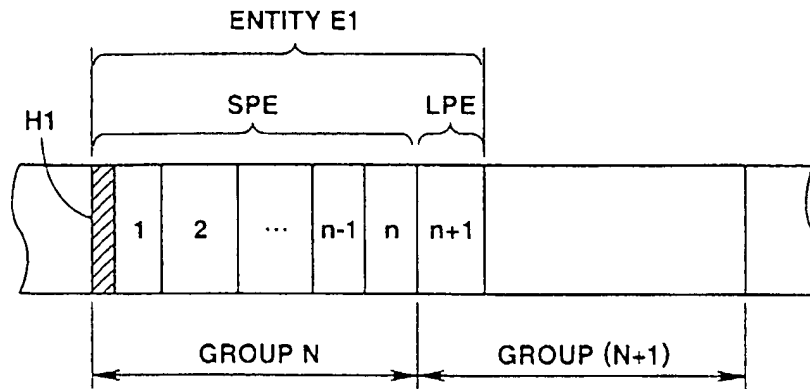 ENTITY E1
SPE LPE
H1
1 2 ... n-1 n n+1
GROUP N GROUP (N+1)